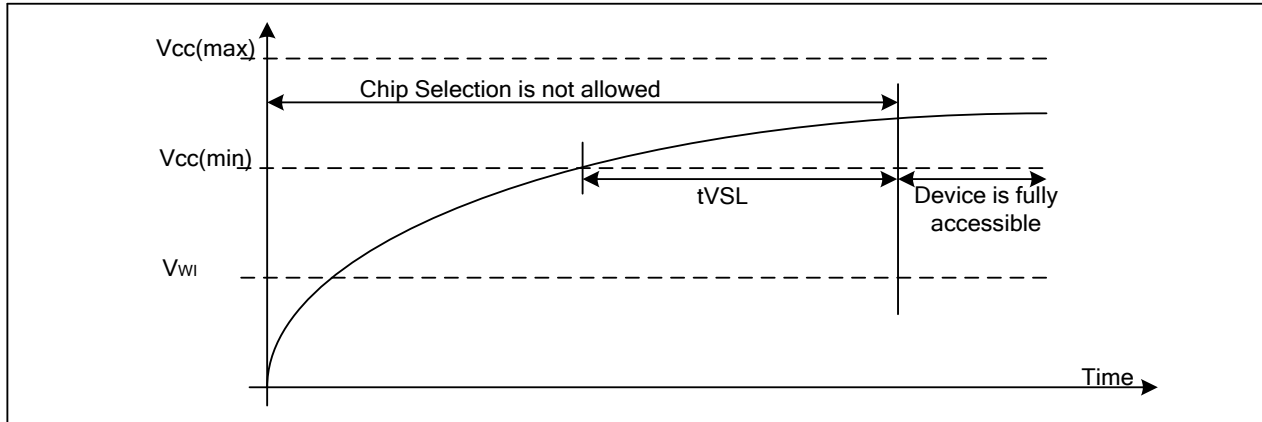 Vcc(max)
Chip Selection is not allowed
Vcc(min)
tVSL
Device is fully
accessible
VWI
Time